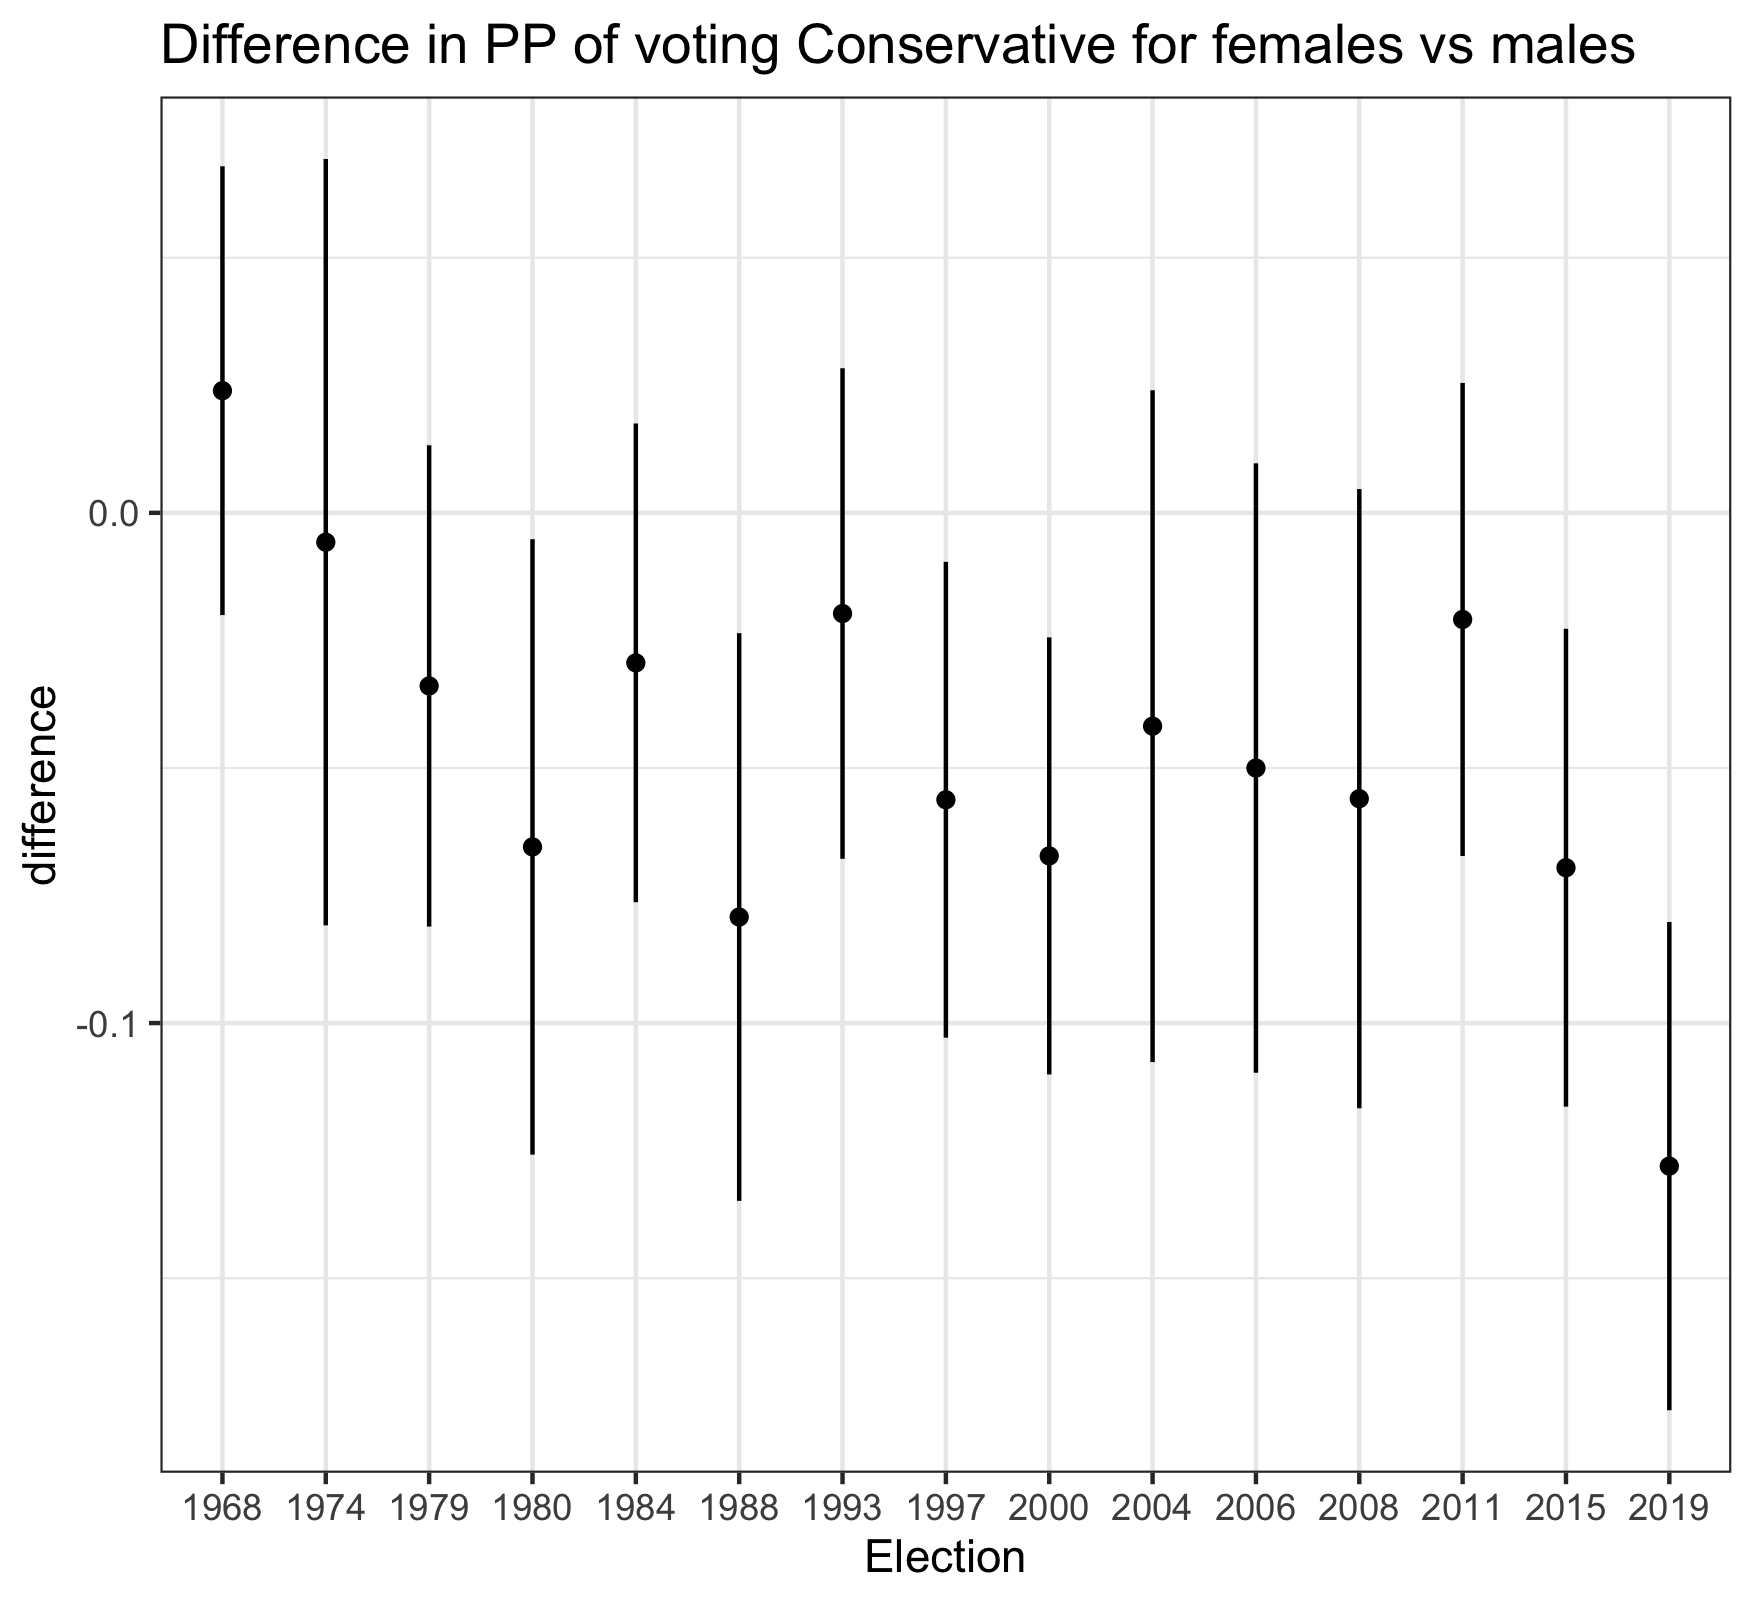 Difference in PP of voting Conservative for females vs males
difference
0.0
-0.1
1968 1974 1979 1980 1984 1988 1993 1997 2000 2004 2006 2008 2011 2015 2019
Election